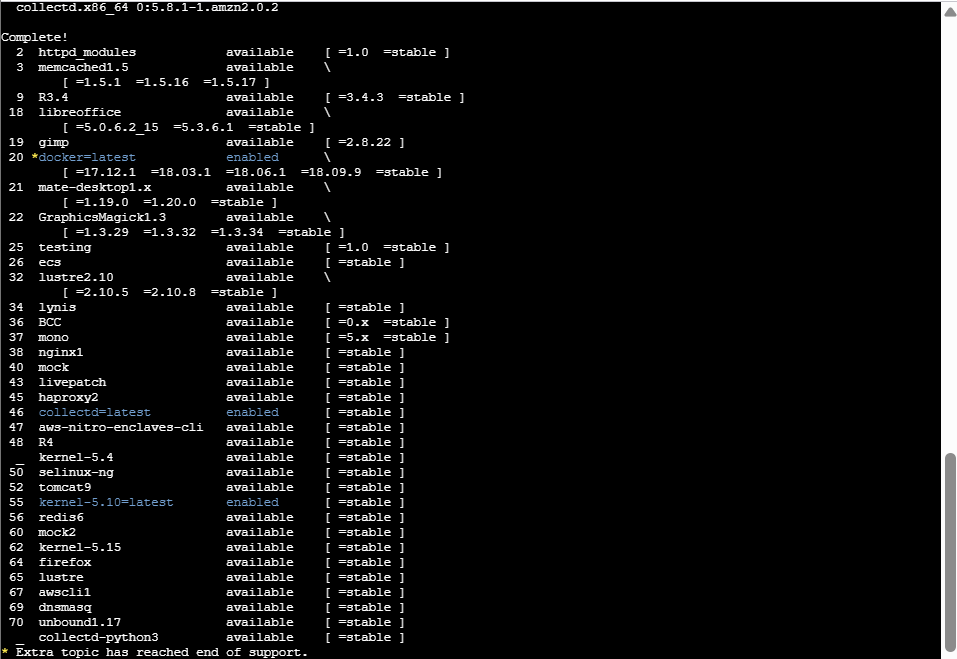 collectd.x86_64 0:5.8.1-1.amzn2.0.2
Complete!
2 httpd_modules available [ =1.0 =stable ]
3 memcached1.5 available \
[ =1.5.1 =1.5.16 =1.5.17 ]
9 R3.4 available [ =3.4.3 =stable ]
18 libreoffice available \
[ =5.0.6.2_15 =5.3.6.1 =stable ]
19 gimp available [ =2.8.22 ]
20 *docker=latest enabled \
[ =17.12.1 =18.03.1 =18.06.1 =18.09.9 =stable ]
21 mate-desktop1.x available \
[ =1.19.0 =1.20.0 =stable ]
22 GraphicsMagick1.3 available \
[ =1.3.29 =1.3.32 =1.3.34 =stable ]
25 testing available [ =1.0 =stable ]
26 ecs available [ =stable ]
32 lustre2.10 available \
[ =2.10.5 =2.10.8 =stable ]
34 lynis available [ =stable ]
36 BCC available [ =0.x =stable ]
37 mono available [ =5.x =stable ]
38 nginx1 available [ =stable ]
40 mock available [ =stable ]
43 livepatch available [ =stable ]
45 haproxy2 available [ =stable ]
46 collectd=latest enabled [ =stable ]
47 aws-nitro-enclaves-cli available [ =stable ]
48 R4 available [ =stable ]
_ kernel-5.4 available [ =stable ]
50 selinux-ng available [ =stable ]
52 tomcat9 available [ =stable ]
55 kernel-5.10=latest enabled [ =stable ]
56 redis6 available [ =stable ]
60 mock2 available [ =stable ]
62 kernel-5.15 available [ =stable ]
64 firefox available [ =stable ]
65 lustre available [ =stable ]
67 awscli1 available [ =stable ]
69 dnsmasq available [ =stable ]
70 unbound1.17 available [ =stable ]
_ collectd-python3 available [ =stable ]
* Extra topic has reached end of support.